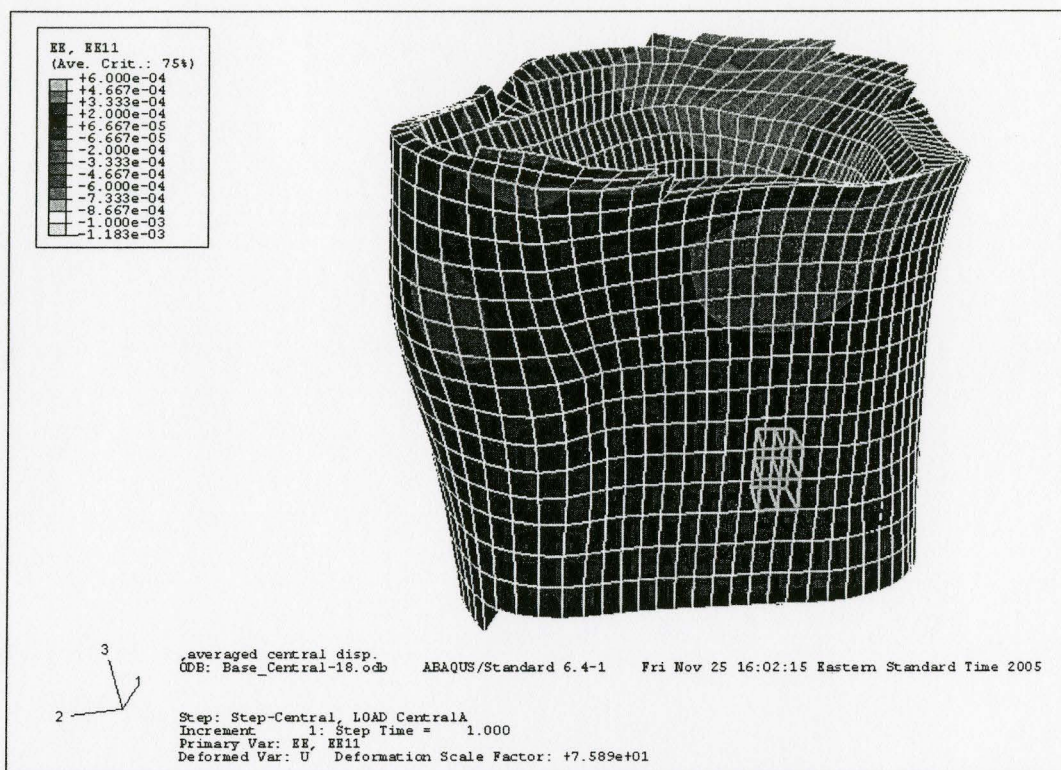 EE, EE11
(Ave. Crit.: 75%)
+6.000e-04
+4.667e-04
+3.333e-04
+2.000e-04
+6.667e-05
-6.667e-05
-2.000e-04
-3.333e-04
-4.667e-04
-6.000e-04
-7.333e-04
-8.667e-04
-1.000e-03
-1.183e-03
3
1
2
,averaged central disp.
ODB: Base_Central-18.odb ABAQUS/Standard 6.4-1 Fri Nov 25 16:02:15 Eastern Standard Time 2005
Step: Step-Central, LOAD CentralA
Increment 1: Step Time = 1.000
Primary Var: EE, EE11
Deformed Var: U Deformation Scale Factor: +7.589e+01